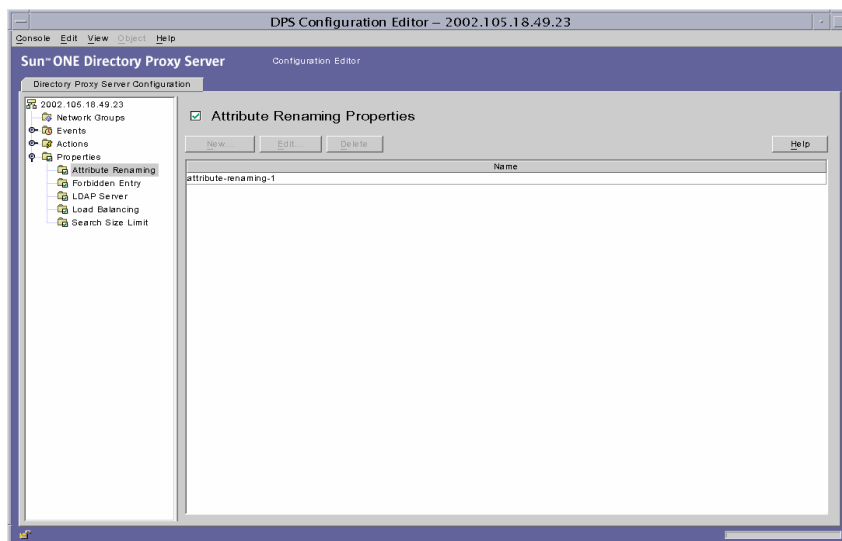 DPS Configuration Editor – 2002.105.18.49.23
Console Edit View Object Help
Sun™ ONE Directory Proxy Server Configuration Editor
Directory Proxy Server Configuration
2002.105.18.49.23
Network Groups
Events
Actions
Properties
Attribute Renaming
Forbidden Entry
LDAP Server
Load Balancing
Search Size Limit
Attribute Renaming Properties
New... Edit... Delete Help
Name
attribute-renaming-1